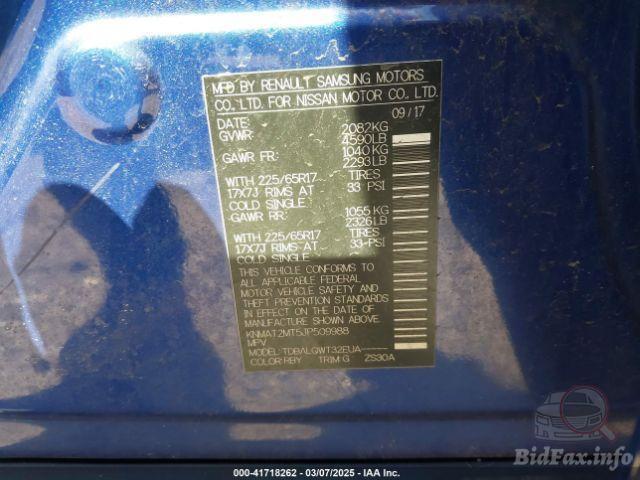 MFD BY RENAULT SAMSUNG MOTORS
CO., LTD. FOR NISSAN MOTOR CO., LTD.
DATE: 09/17
GVWR: 2082KG
4590LB
GAWR FR: 1040KG
2293LB
WITH 225/65R17 TIRES
17X7J RIMS AT 33 PSI
COLD SINGLE
GAWR RR: 1055 KG
2326LB
WITH 225/65R17 TIRES
17X7J RIMS-AT 33-PSI
COLD SINGLE
THIS VEHICLE CONFORMS TO
ALL APPLICABLE FEDERAL
MOTOR VEHICLE SAFETY AND
THEFT PREVENTION STANDARDS
IN EFFECT ON THE DATE OF
MANUFACTURE SHOWN ABOVE.
KNMAT2MT5JP509988
MPV
MODEL: TDBALGWT32EUA-----
COLOR:RBY TRIM:G ZS30A
BidFax.info
000-41718262 - 03/07/2025 - IAA Inc.